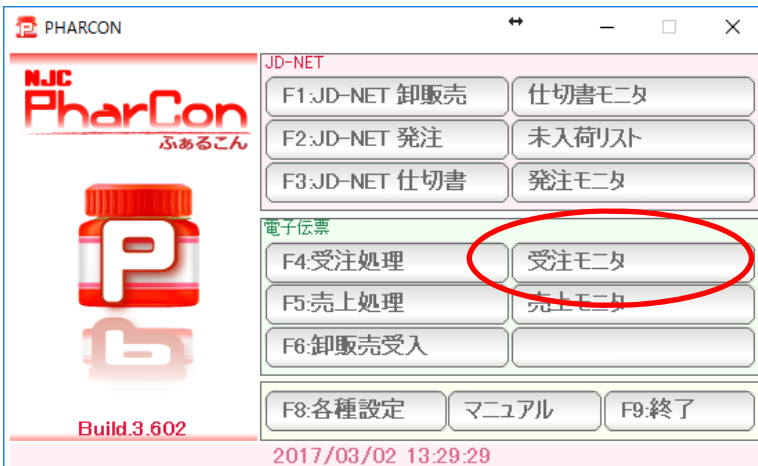 PHARCON
NJC
PharCon
ふぁるこん
P
Build.3.602
JD-NET
F1:JD-NET 卸販売
仕切書モニタ
F2:JD-NET 発注
未入荷リスト
F3:JD-NET 仕切書
発注モニタ
電子伝票
F4:受注処理
受注モニタ
F5:売上処理
売上モニタ
F6:卸販売受入
F8:各種設定
マニュアル
F9:終了
2017/03/02 13:29:29